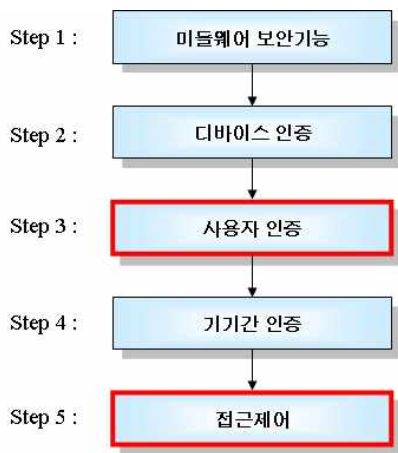 Step 1 : 미들웨어 보안기능
Step 2 : 디바이스 인증
Step 3 : 사용자 인증
Step 4 : 기기간 인증
Step 5 : 접근제어